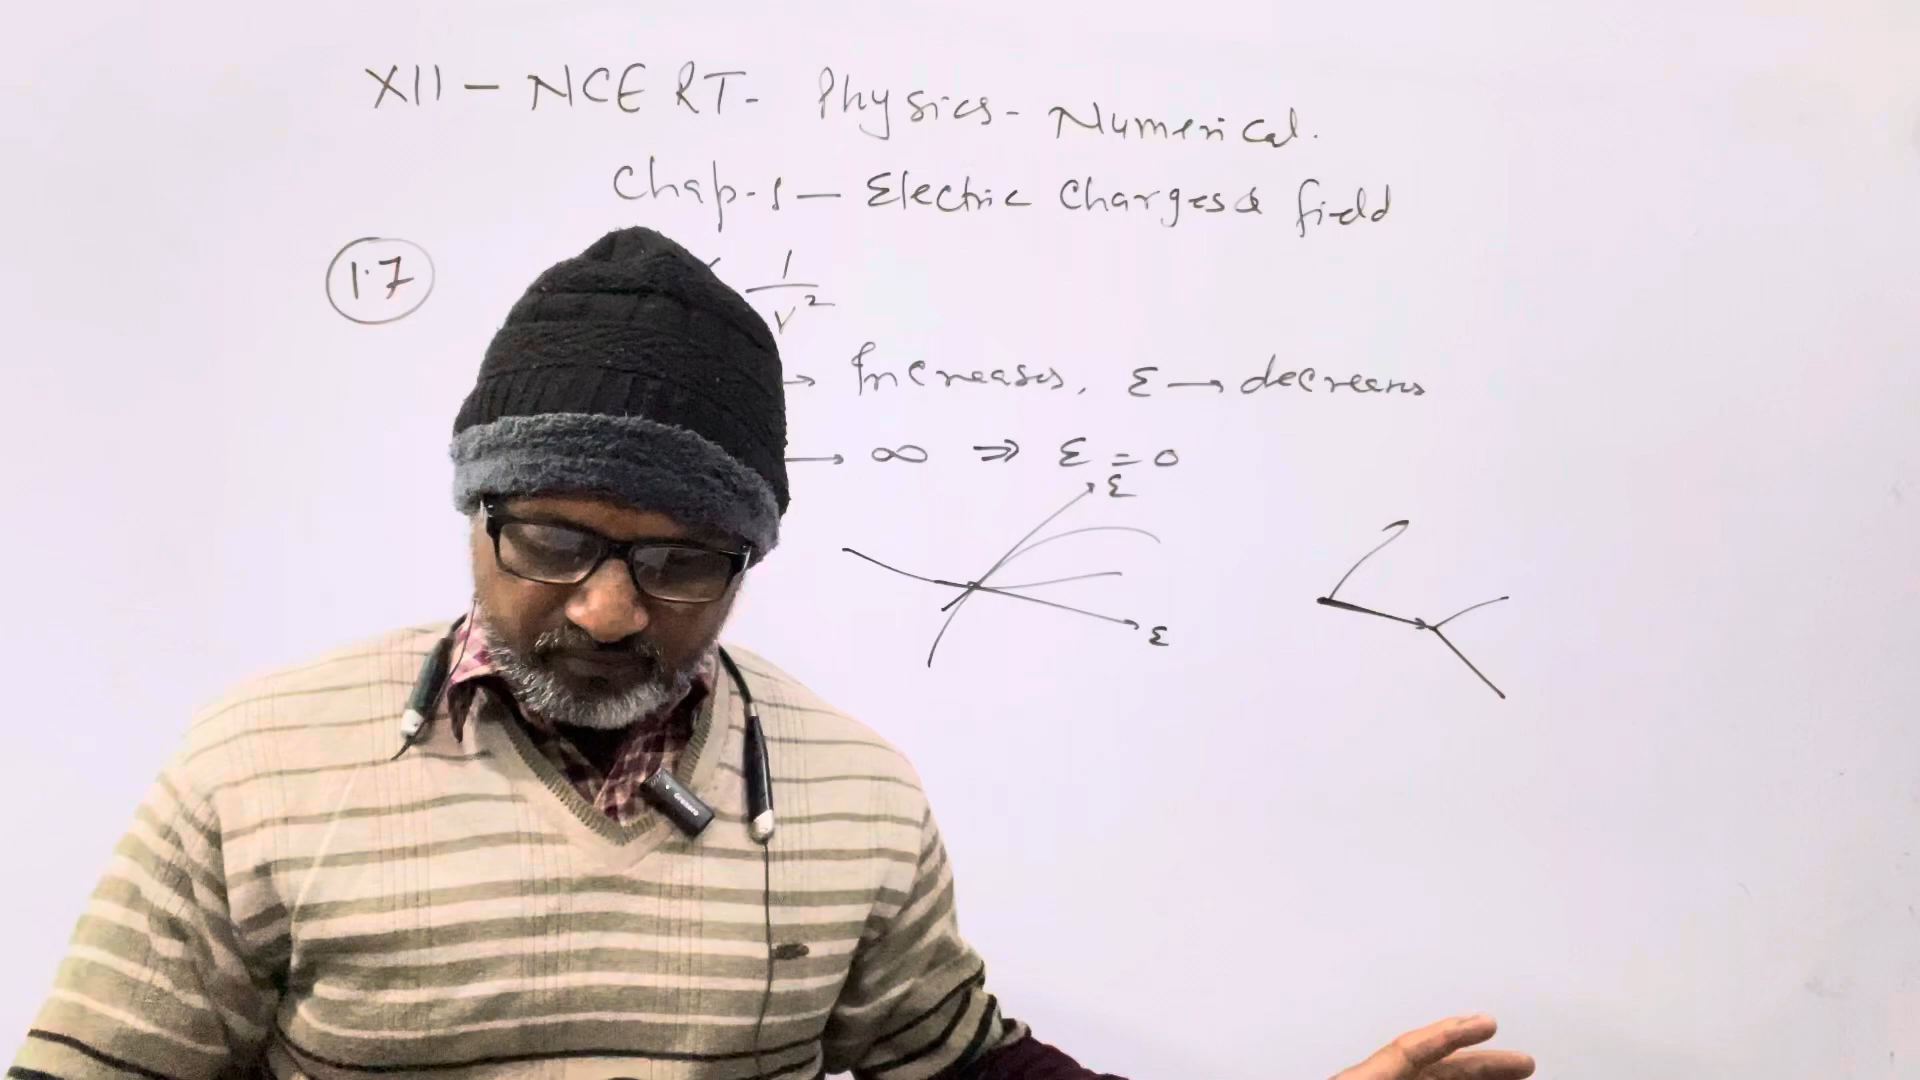 XII - NCERT - Physics - Numerical.
Chap-1 - Electric Charges & field
1.7
1/r²
→ Increases, E → decreases
→ ∞ ⇒ E = 0
E
E